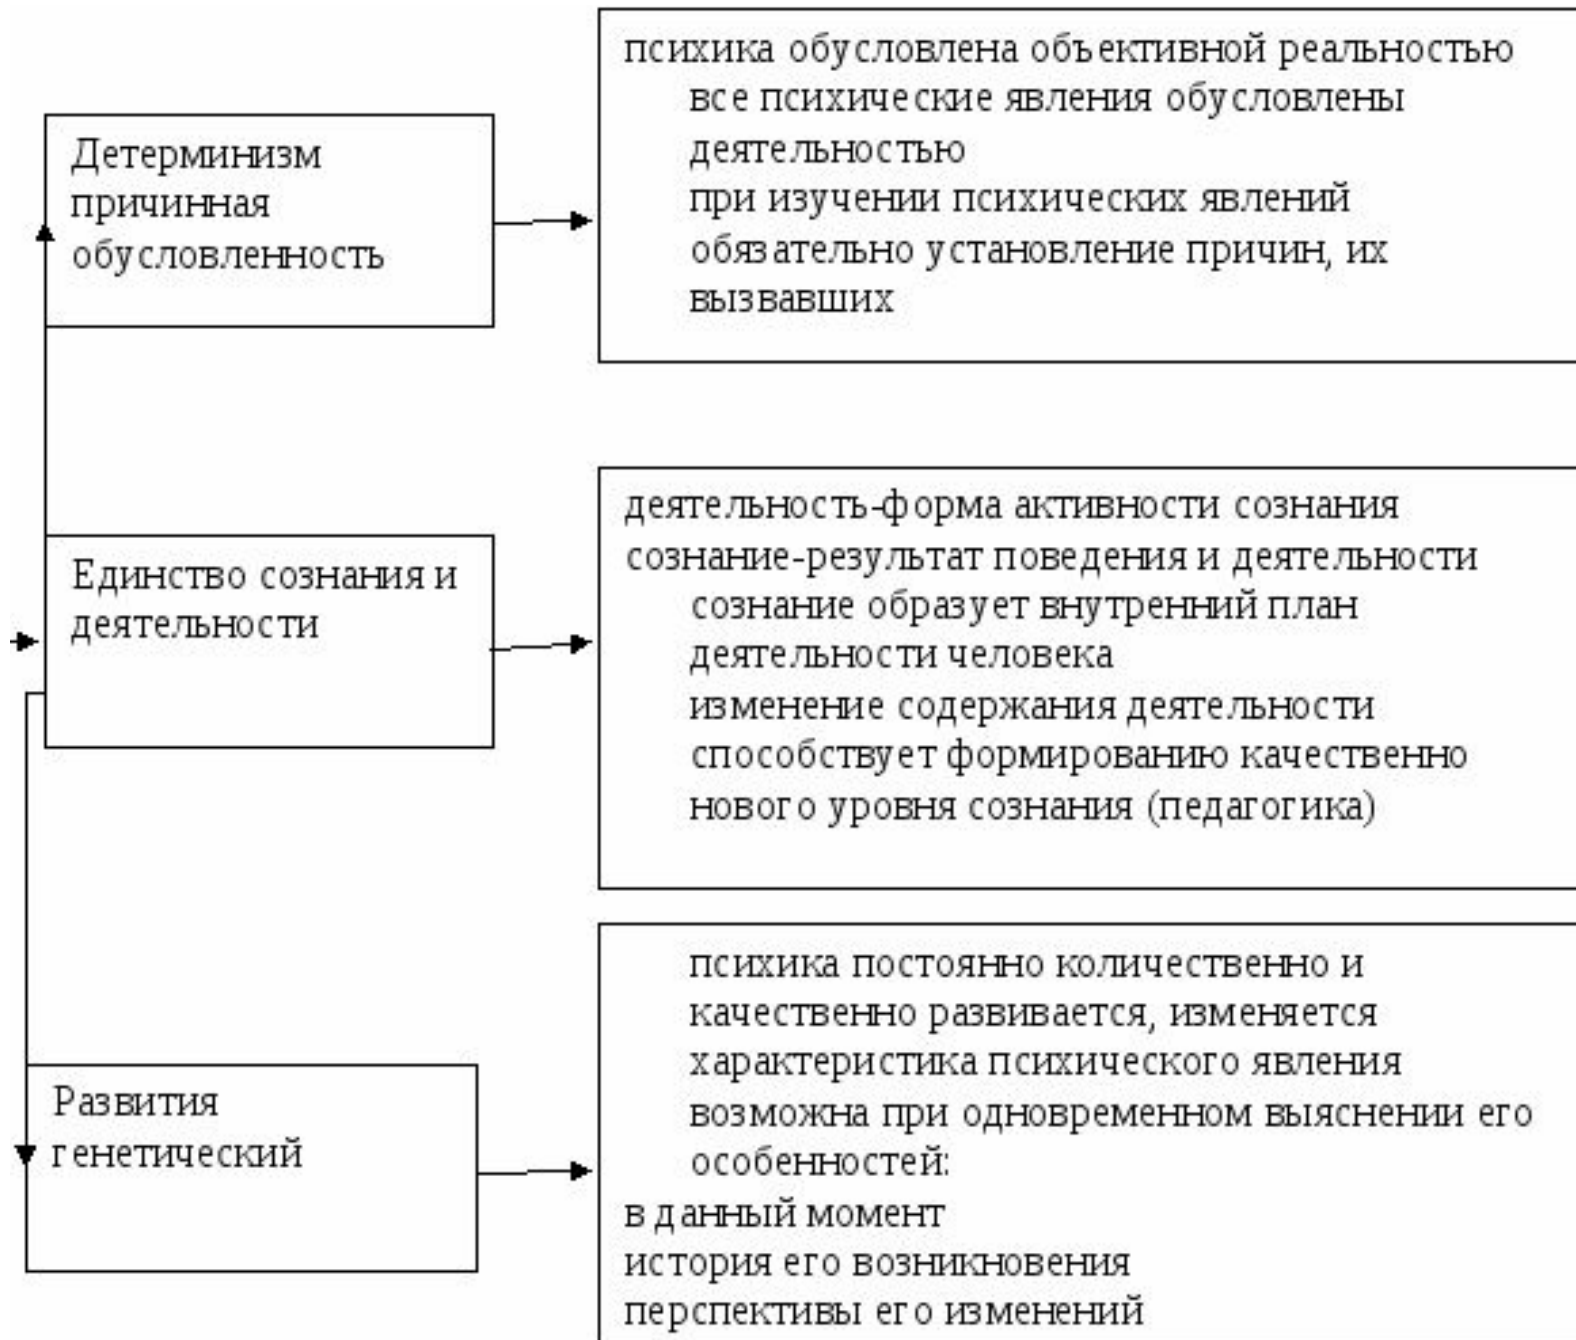 Детерминизм
причинная
обусловленность
психика обусловлена объективной реальностью
все психические явления обусловлены
деятельностью
при изучении психических явлений
обязательно установление причин, их
вызвавших
Единство сознания и
деятельности
деятельность-форма активности сознания
сознание-результат поведения и деятельности
сознание образует внутренний план
деятельности человека
изменение содержания деятельности
способствует формированию качественно
нового уровня сознания (педагогика)
Развития
генетический
психика постоянно количественно и
качественно развивается, изменяется
характеристика психического явления
возможна при одновременном выяснении его
особенностей:
в данный момент
история его возникновения
перспективы его изменений